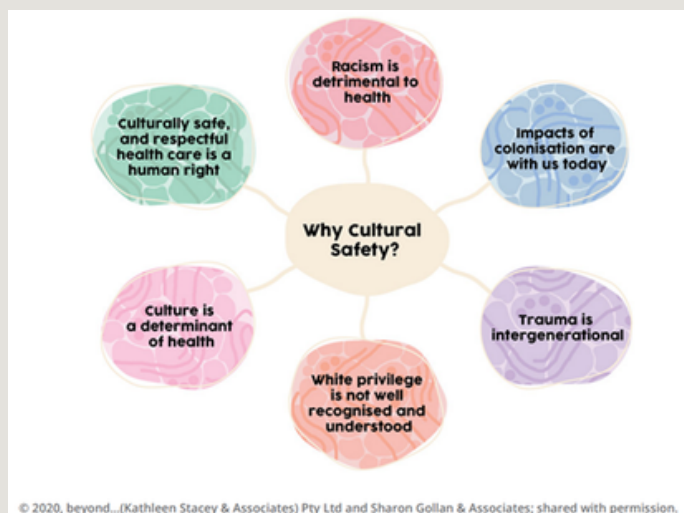 Racism is
detrimental to
health
Culturally safe,
and respectful
health care is a
human right
Impacts of
colonisation are
with us today
Why Cultural
Safety?
Culture is
a determinant
of health
Trauma is
intergenerational
White privilege
is not well
recognised and
understood
© 2020, beyond...(Kathleen Stacey & Associates) Pty Ltd and Sharon Gollan & Associates; shared with permission.